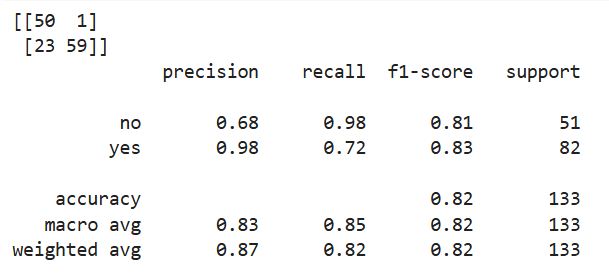 [[50 1]
[23 59]]
precision recall f1-score support
no 0.68 0.98 0.81 51
yes 0.98 0.72 0.83 82
accuracy 0.82 133
macro avg 0.83 0.85 0.82 133
weighted avg 0.87 0.82 0.82 133